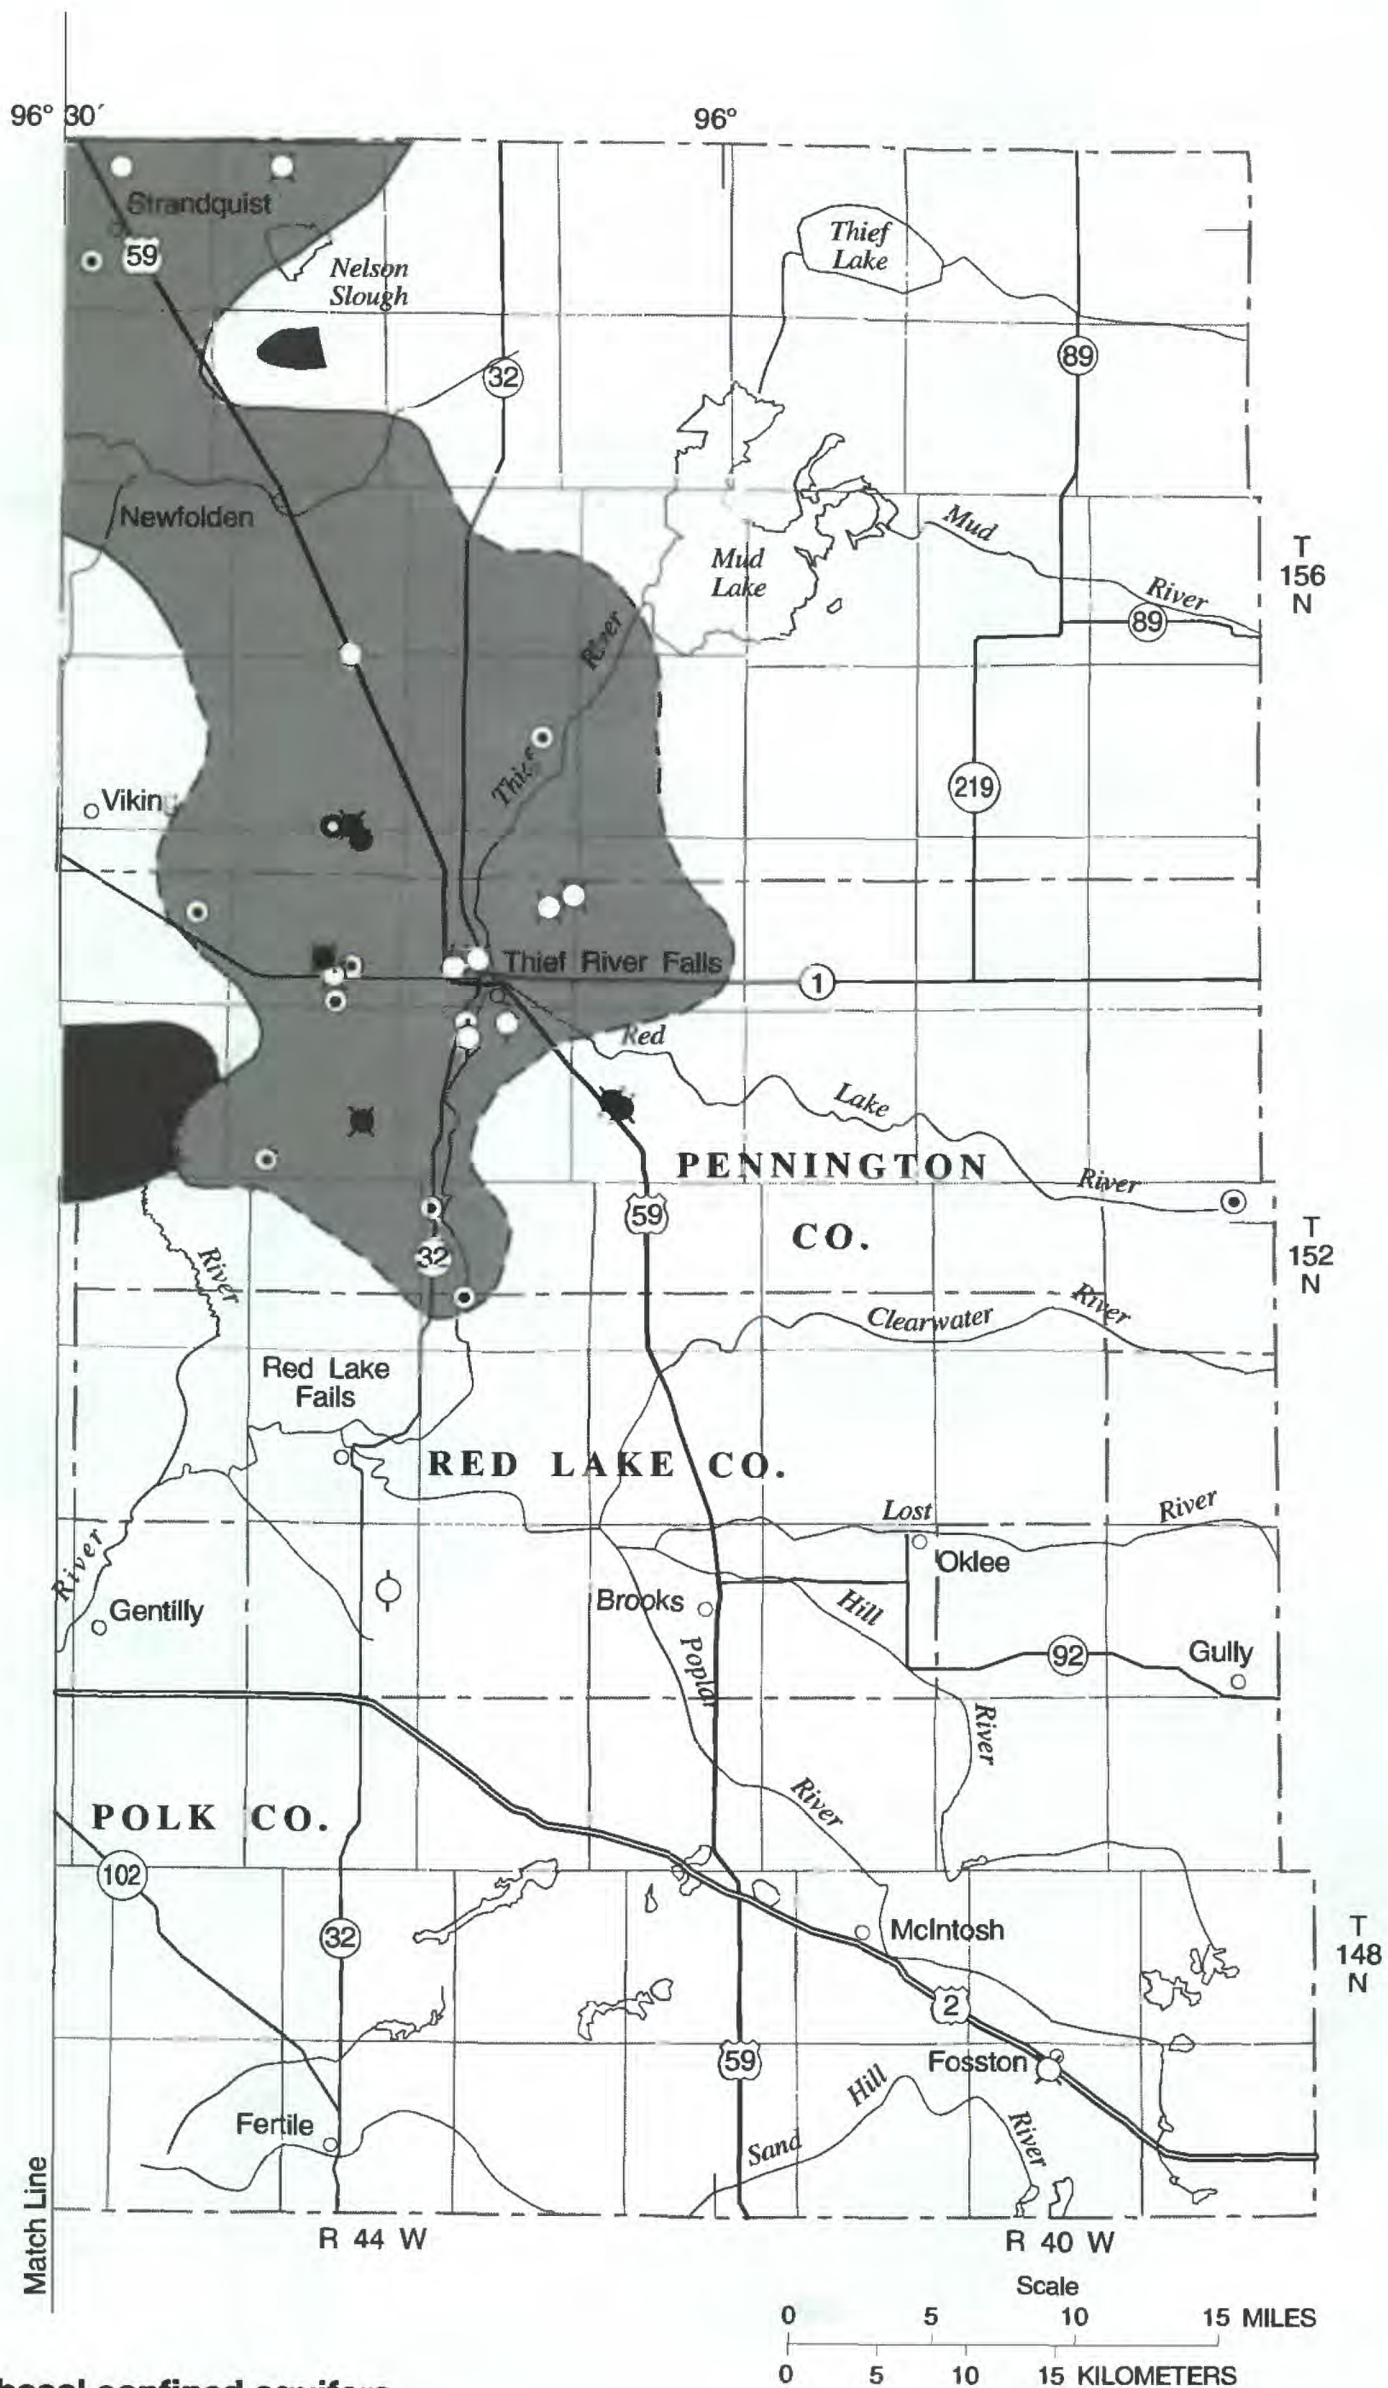 96° 30′
96°
Strandquist
59
Nelson
Slough
Thief
Lake
32
89
Newfolden
Mud
Lake
Mud
River
T
156
N
89
River
Thief
219
Viking
Thief River Falls
1
Red
Lake
River
PENNINGTON
CO.
59
T
152
N
River
32
Clearwater
River
Red Lake
Falls
RED LAKE CO.
Lost
River
Oklee
River
Gentilly
Brooks
Hill
Poplar
92
Gully
River
River
POLK CO.
102
32
McIntosh
T
148
N
2
59
Fosston
Hill
Sand
River
Fertile
Match Line
R 44 W
R 40 W
Scale
0 5 10 15 MILES
0 5 10 15 KILOMETERS
basal confined aquifers